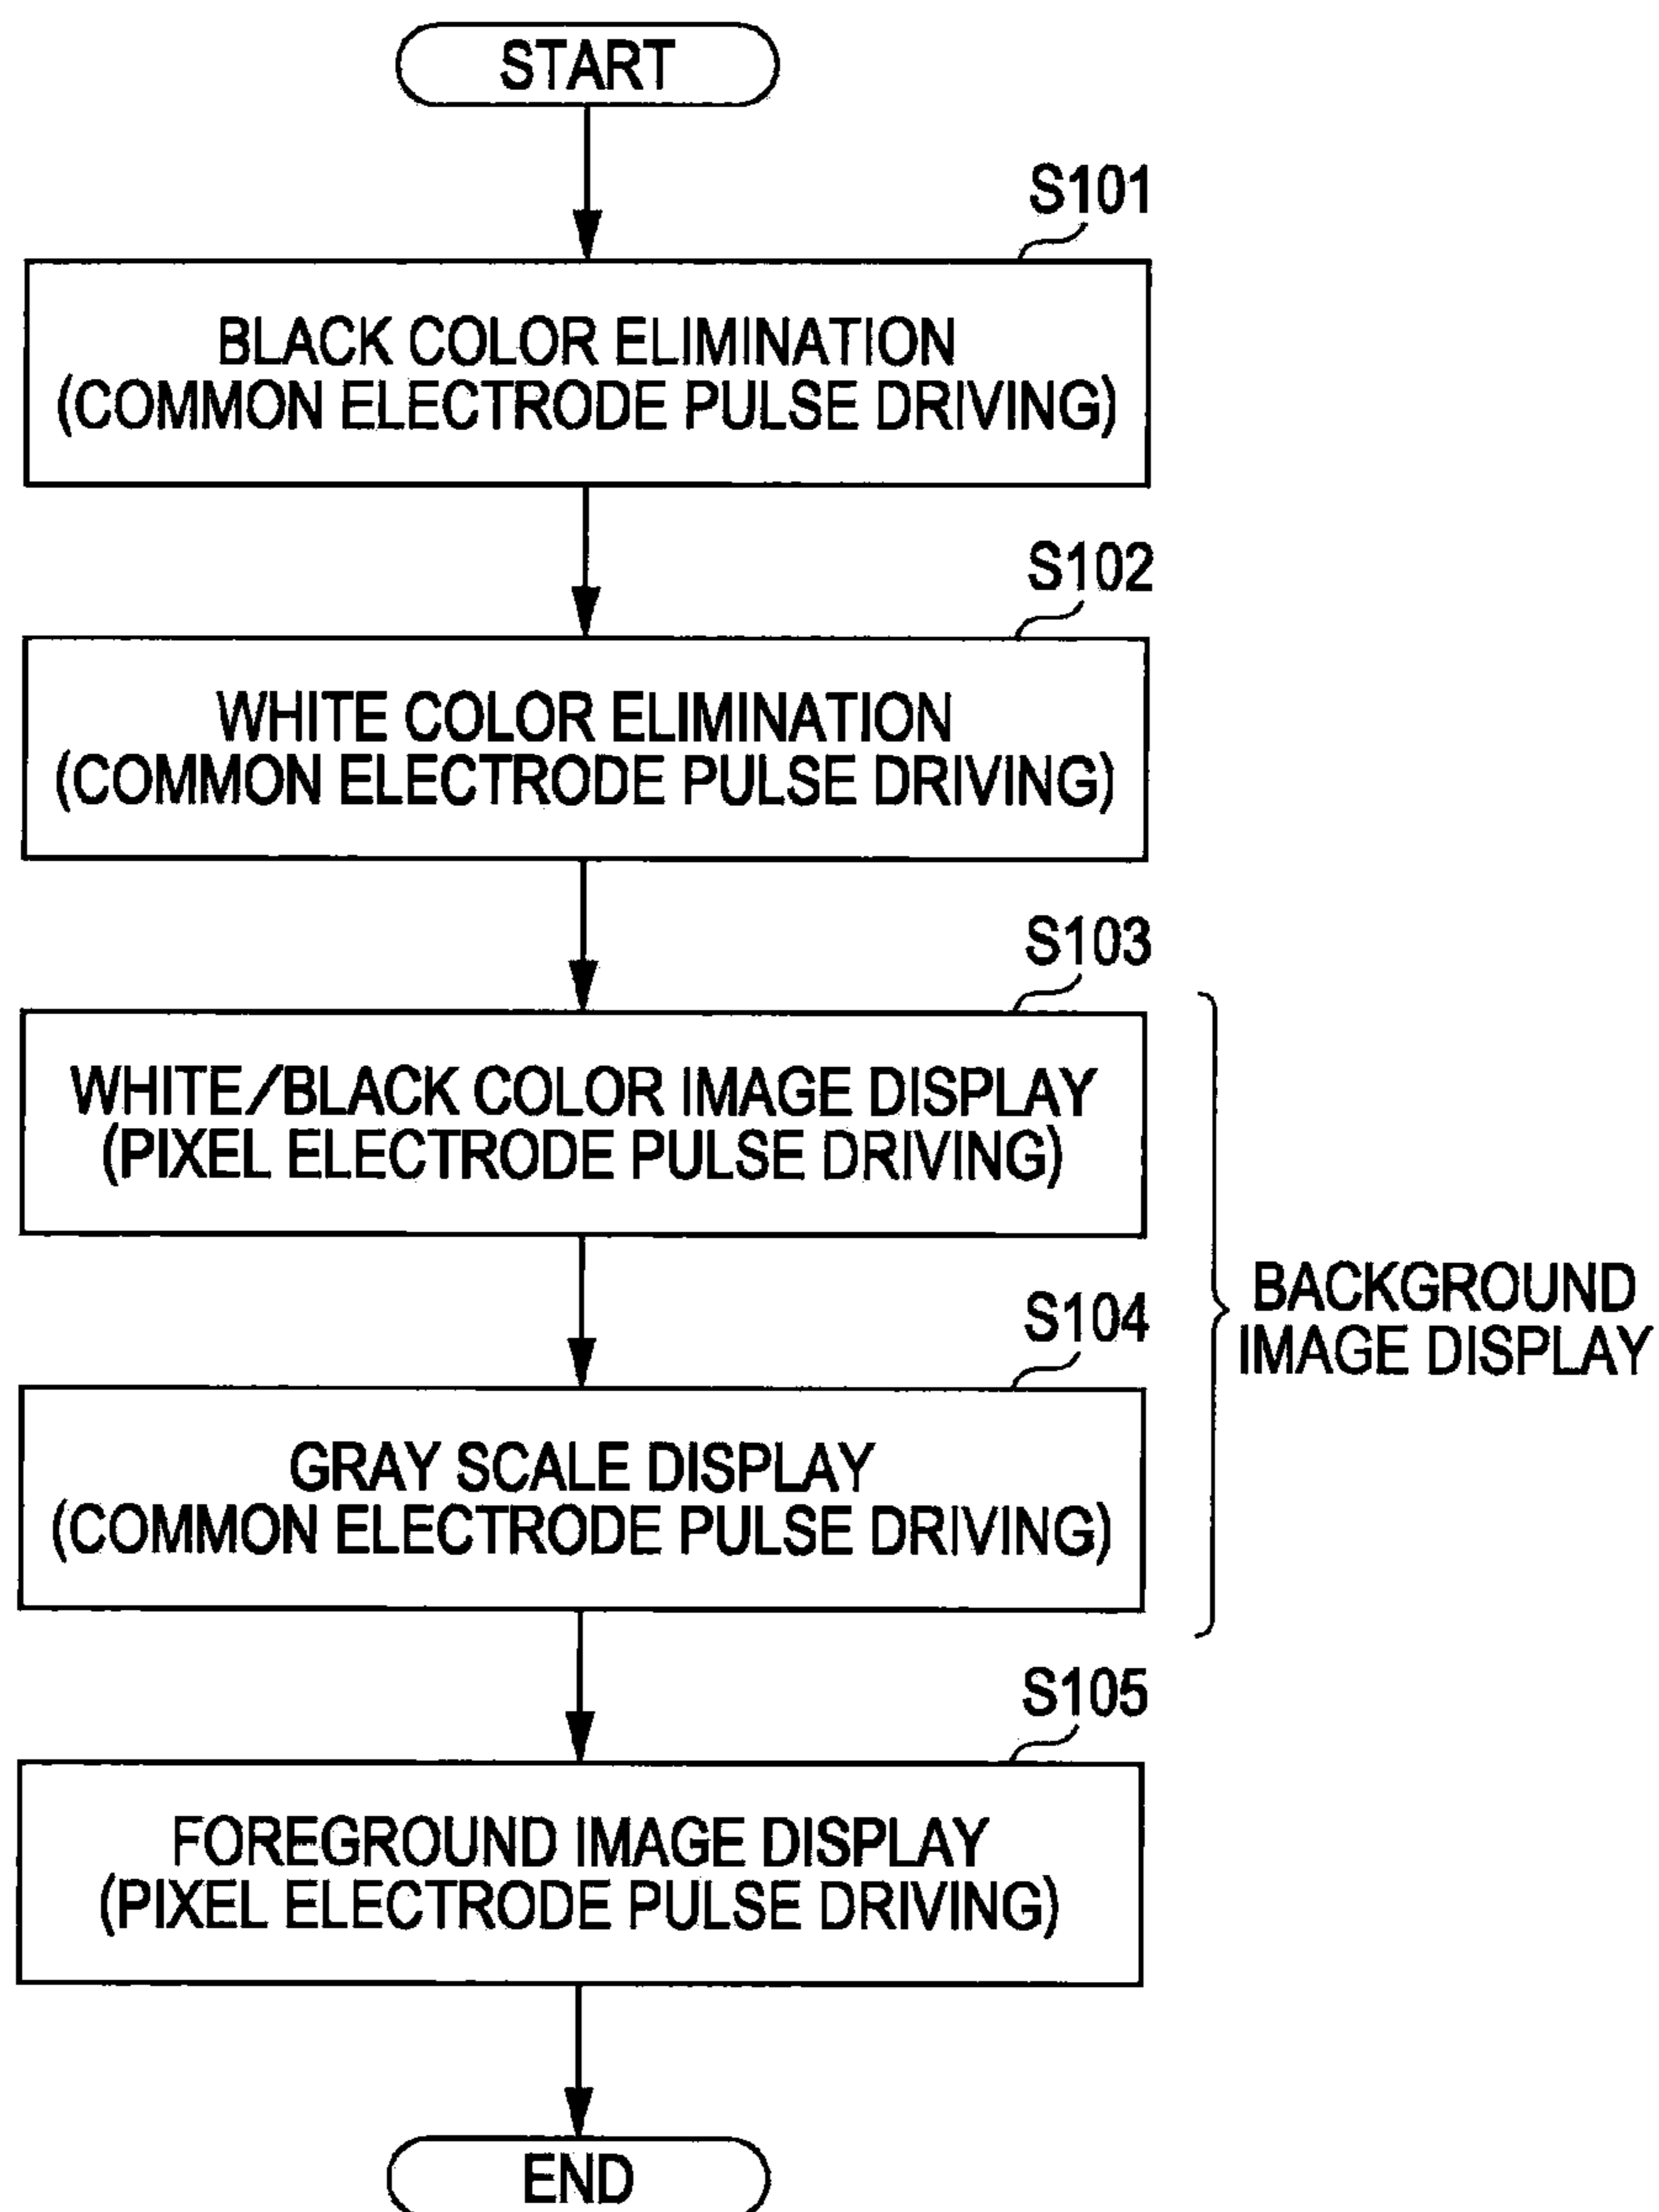 START
S101
BLACK COLOR ELIMINATION
(COMMON ELECTRODE PULSE DRIVING)
S102
WHITE COLOR ELIMINATION
(COMMON ELECTRODE PULSE DRIVING)
S103
WHITE/BLACK COLOR IMAGE DISPLAY
(PIXEL ELECTRODE PULSE DRIVING)
BACKGROUND
IMAGE DISPLAY
S104
GRAY SCALE DISPLAY
(COMMON ELECTRODE PULSE DRIVING)
S105
FOREGROUND IMAGE DISPLAY
(PIXEL ELECTRODE PULSE DRIVING)
END